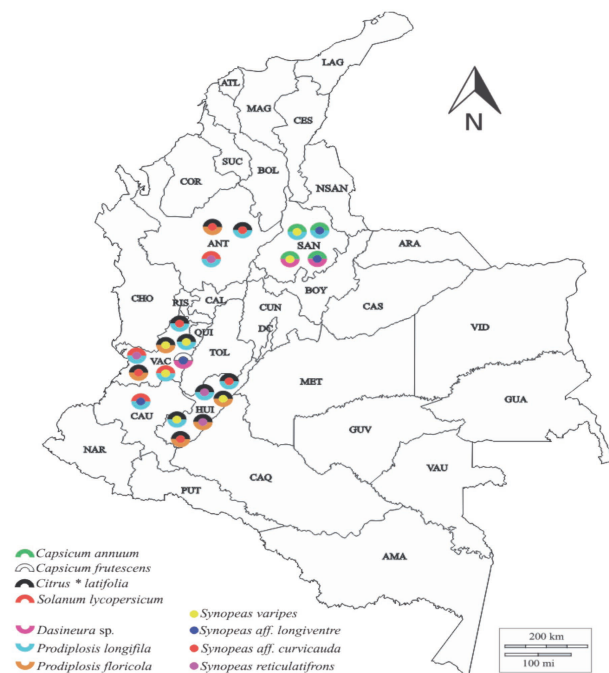 LAG
ATL
MAG
CES
N
SUC
BOL
COR
NSAN
ANT
SAN
ARA
BOY
CHO
RIS
CAL
CUN
CAS
QUI
DC
VID
VAC
TOL
MET
CAU
HUI
GUA
GUV
NAR
CAQ
VAU
PUT
AMA
Capsicum annuum
Capsicum frutescens
Citrus * latifolia
Solanum lycopersicum
Dasineura sp.
Prodiplosis longifila
Prodiplosis floricola
Synopeas varipes
Synopeas aff. longiventre
Synopeas aff. curvicauda
Synopeas reticulatifrons
200 km
100 mi